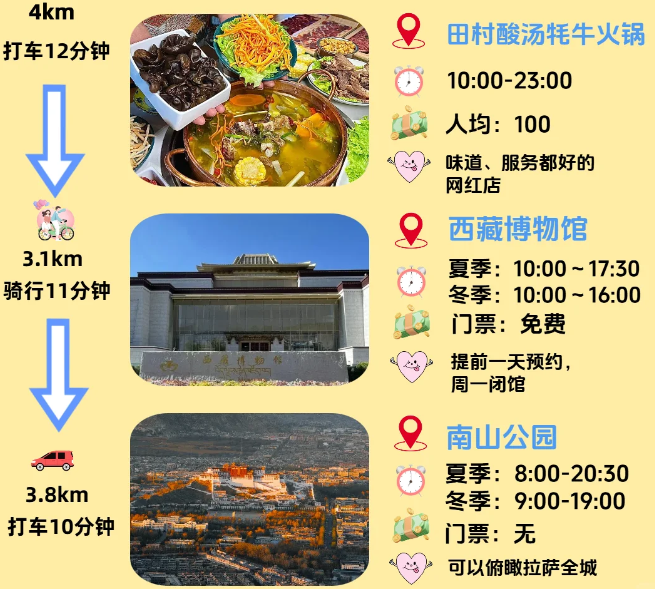 4km
打车12分钟
田村酸汤牦牛火锅
10:00-23:00
人均：100
味道、服务都好的
网红店
3.1km
骑行11分钟
西藏博物馆
夏季：10:00~17:30
冬季：10:00~16:00
门票：免费
提前一天预约，
周一闭馆
西藏博物馆
3.8km
打车10分钟
南山公园
夏季：8:00-20:30
冬季：9:00-19:00
门票：无
可以俯瞰拉萨全城